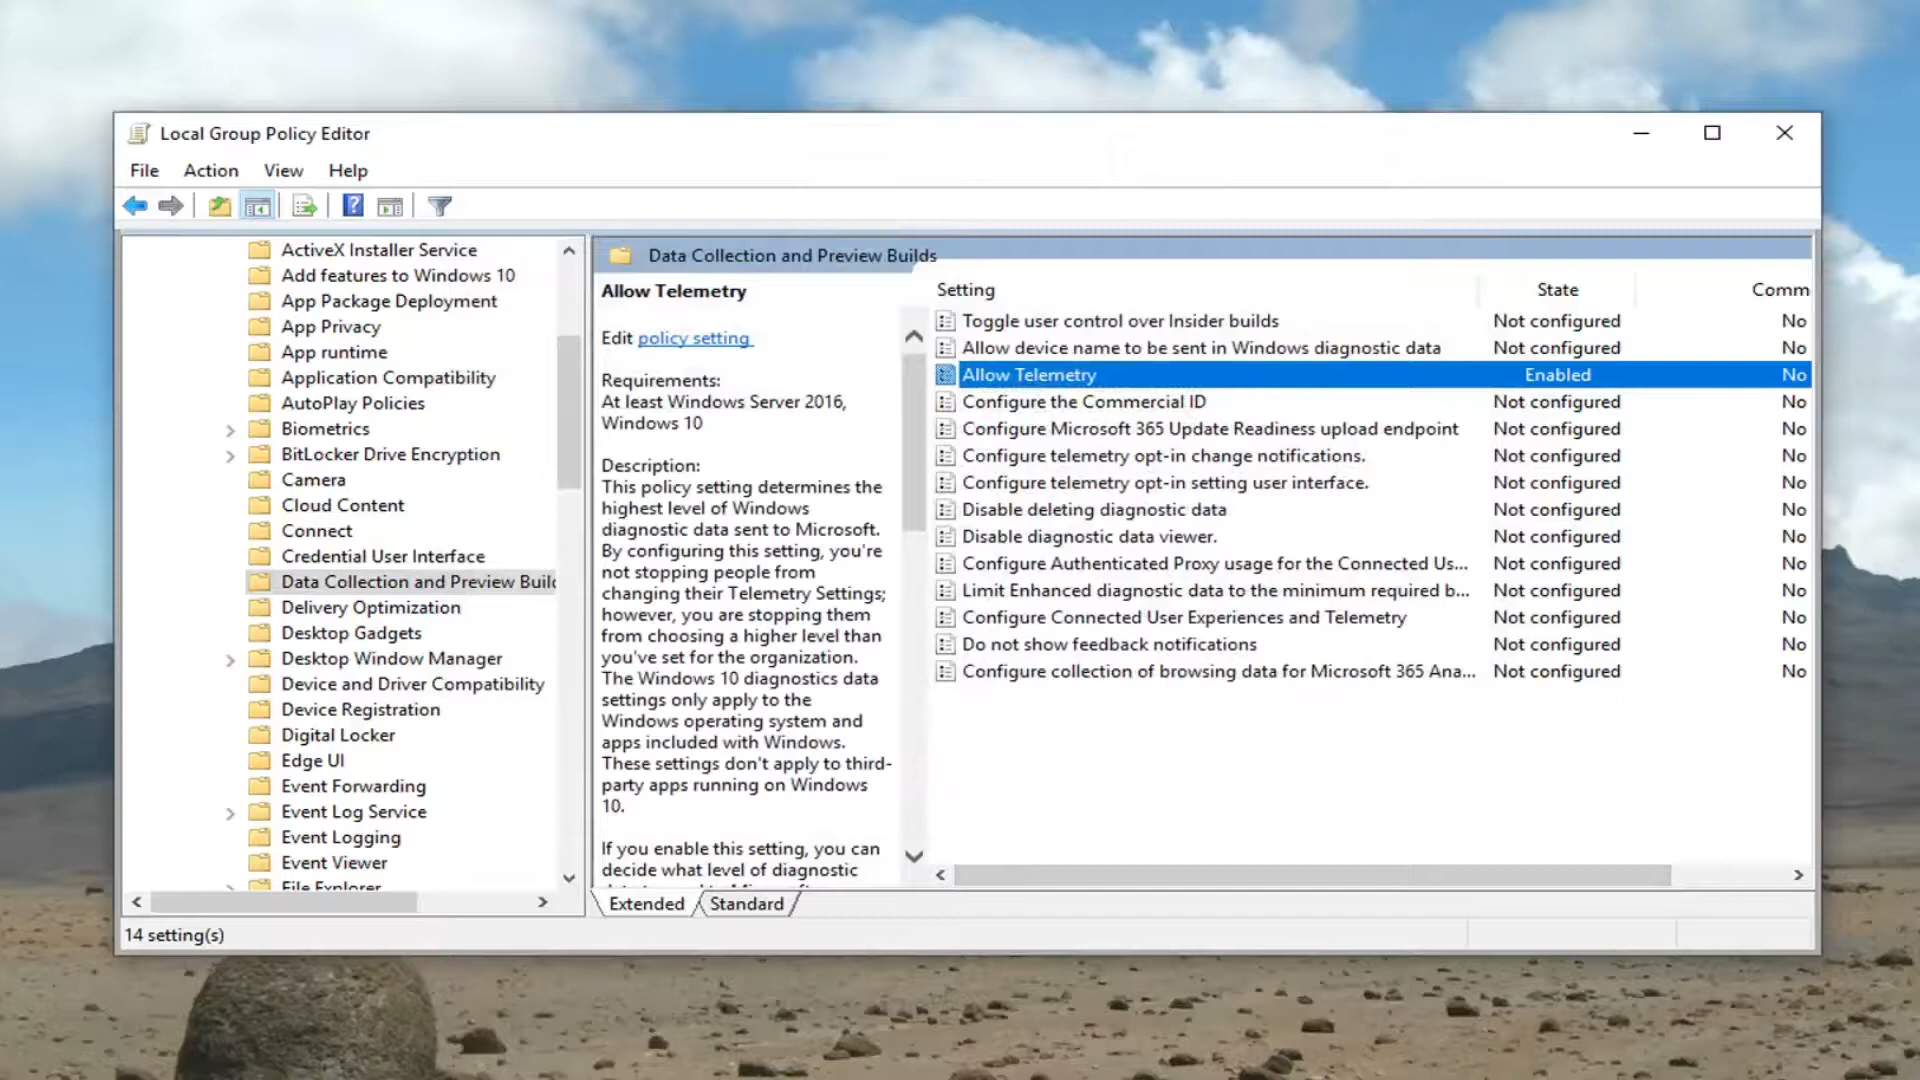 Local Group Policy Editor
File Action View Help
ActiveX Installer Service
Add features to Windows 10
App Package Deployment
App Privacy
App runtime
Application Compatibility
AutoPlay Policies
Biometrics
BitLocker Drive Encryption
Camera
Cloud Content
Connect
Credential User Interface
Data Collection and Preview Builc
Delivery Optimization
Desktop Gadgets
Desktop Window Manager
Device and Driver Compatibility
Device Registration
Digital Locker
Edge UI
Event Forwarding
Event Log Service
Event Logging
Event Viewer
File Explorer
Data Collection and Preview Builds
Allow Telemetry
Edit policy setting
Requirements:
At least Windows Server 2016,
Windows 10
Description:
This policy setting determines the
highest level of Windows
diagnostic data sent to Microsoft.
By configuring this setting, you're
not stopping people from
changing their Telemetry Settings;
however, you are stopping them
from choosing a higher level than
you've set for the organization.
The Windows 10 diagnostics data
settings only apply to the
Windows operating system and
apps included with Windows.
These settings don't apply to third-
party apps running on Windows
10.
If you enable this setting, you can
decide what level of diagnostic
Setting State Comm
Toggle user control over Insider builds Not configured No
Allow device name to be sent in Windows diagnostic data Not configured No
Allow Telemetry Enabled No
Configure the Commercial ID Not configured No
Configure Microsoft 365 Update Readiness upload endpoint Not configured No
Configure telemetry opt-in change notifications. Not configured No
Configure telemetry opt-in setting user interface. Not configured No
Disable deleting diagnostic data Not configured No
Disable diagnostic data viewer. Not configured No
Configure Authenticated Proxy usage for the Connected Us... Not configured No
Limit Enhanced diagnostic data to the minimum required b... Not configured No
Configure Connected User Experiences and Telemetry Not configured No
Do not show feedback notifications Not configured No
Configure collection of browsing data for Microsoft 365 Ana... Not configured No
Extended Standard
14 setting(s)